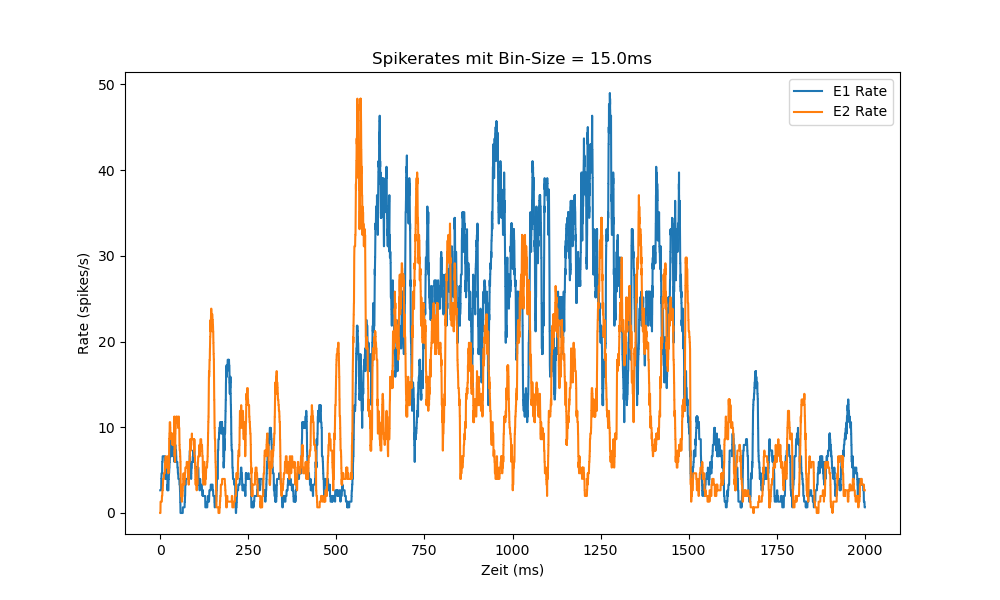 Spikerates mit Bin-Size = 15.0ms
E1 Rate
E2 Rate
50
40
30
20
10
0
Rate (spikes/s)
0 250 500 750 1000 1250 1500 1750 2000
Zeit (ms)